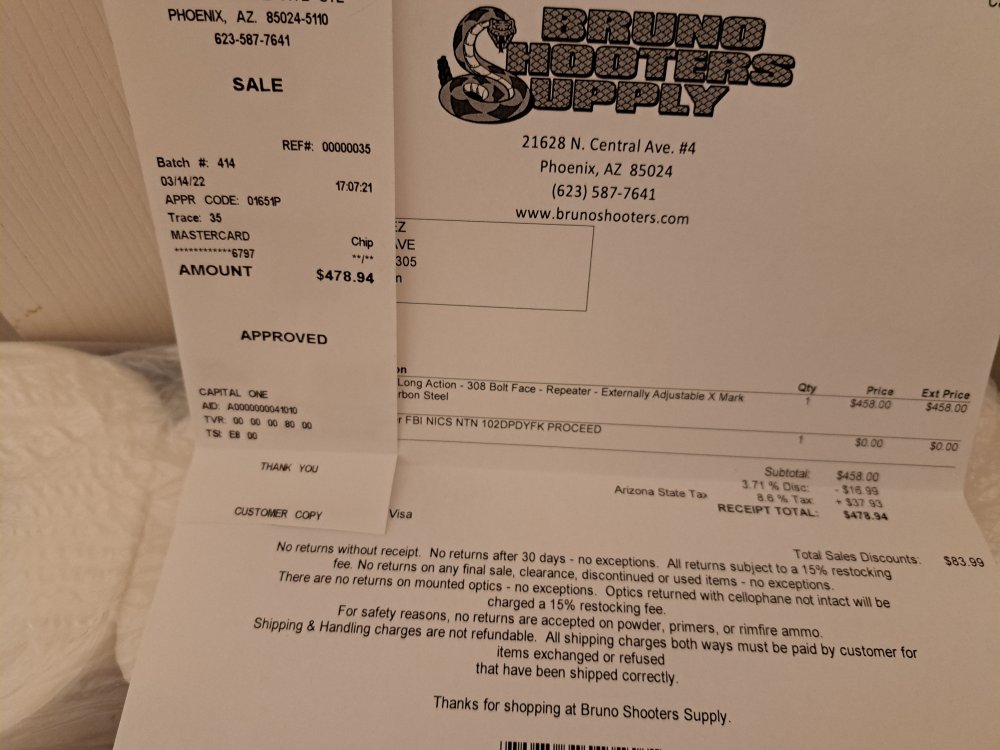 PHOENIX, AZ. 85024-5110
623-587-7641
SALE
REF#: 00000035
Batch #: 414
03/14/22 17:07:21
APPR CODE: 01651P
Trace: 35
MASTERCARD Chip
************6797 **/**
AMOUNT $478.94
APPROVED
CAPITAL ONE
AID: A0000000041010
TVR: 00 00 00 80 00
TSI: E8 00
THANK YOU
CUSTOMER COPY
BRUNO
SHOOTERS
SUPPLY
21628 N. Central Ave. #4
Phoenix, AZ 85024
(623) 587-7641
www.brunoshooters.com
EZ
AVE
305
n
on Qty Price Ext Price
Long Action - 308 Bolt Face - Repeater - Externally Adjustable X Mark 1 $458.00 $458.00
rbon Steel
r FBI NICS NTN 102DPDYFK PROCEED 1 $0.00 $0.00
Subtotal: $458.00
3.71 % Disc: - $16.99
Arizona State Tax 8.6 % Tax: + $37.93
RECEIPT TOTAL: $478.94
Visa
Total Sales Discounts: $83.99
No returns without receipt. No returns after 30 days - no exceptions. All returns subject to a 15% restocking
fee. No returns on any final sale, clearance, discontinued or used items - no exceptions.
There are no returns on mounted optics - no exceptions. Optics returned with cellophane not intact will be
charged a 15% restocking fee.
For safety reasons, no returns are accepted on powder, primers, or rimfire ammo.
Shipping & Handling charges are not refundable. All shipping charges both ways must be paid by customer for
items exchanged or refused
that have been shipped correctly.
Thanks for shopping at Bruno Shooters Supply.